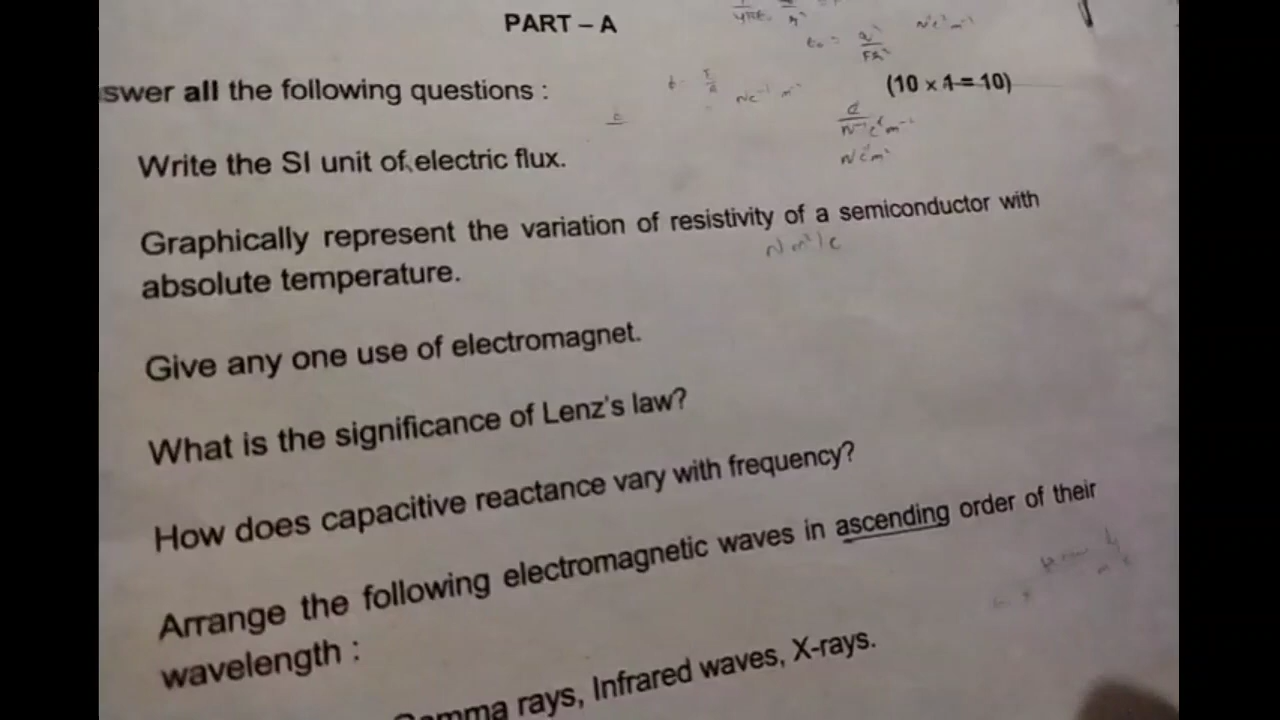 PART – A
swer all the following questions :
(10 × 1 = 10)
Write the SI unit of electric flux.
Graphically represent the variation of resistivity of a semiconductor with
absolute temperature.
N m²/c
Give any one use of electromagnet.
What is the significance of Lenz's law?
How does capacitive reactance vary with frequency?
Arrange the following electromagnetic waves in ascending order of their
wavelength :
Gamma rays, Infrared waves, X-rays.